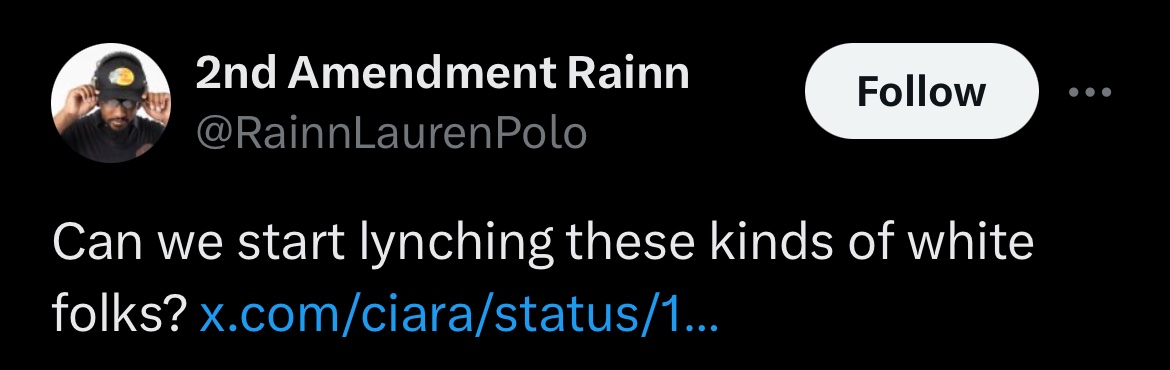 2nd Amendment Rainn
Follow
@RainnLaurenPolo
Can we start lynching these kinds of white
folks? x.com/ciara/status/1...